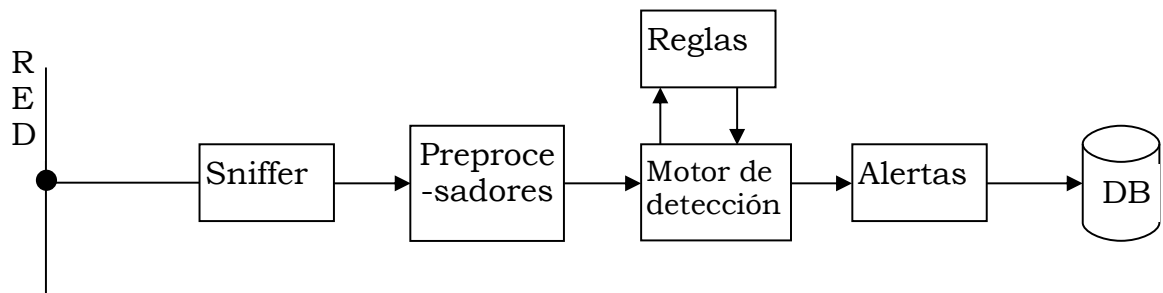 R
E
D
Sniffer
Preproce
-sadores
Reglas
Motor de
detección
Alertas
DB